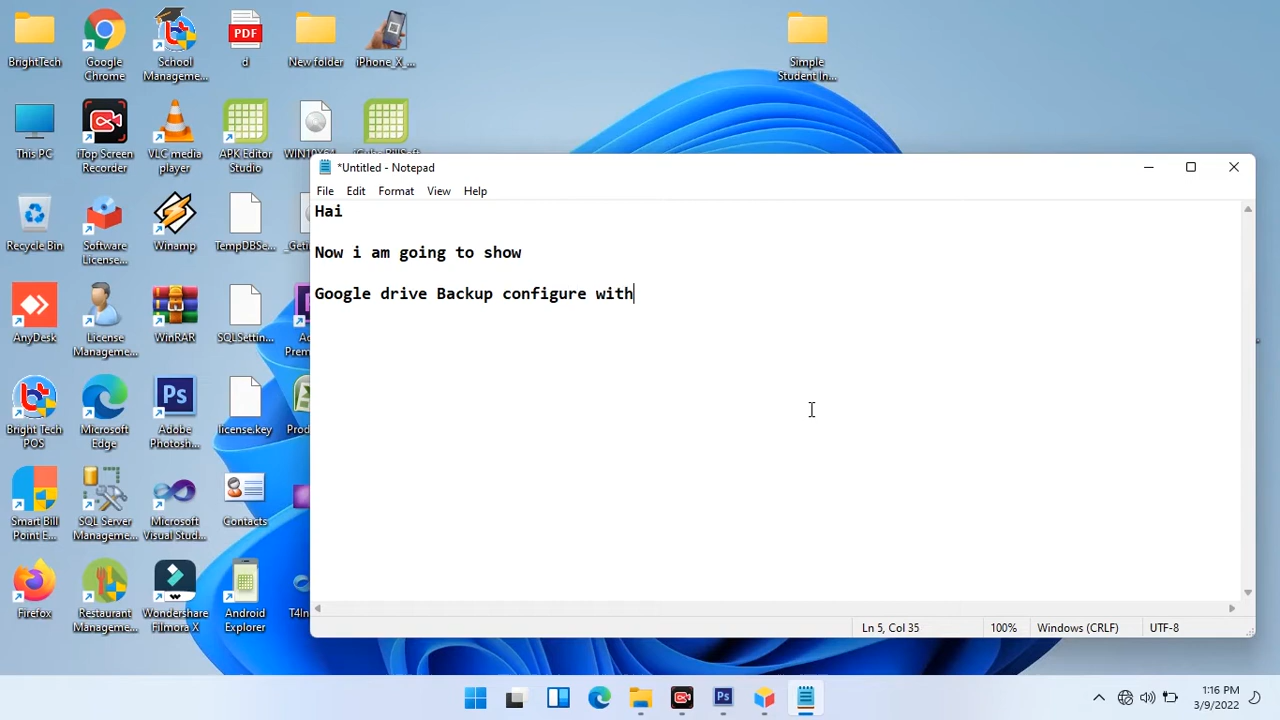 BrightTech
Google
Chrome
School
Manageme...
PDF
d
New folder
iPhone_X_...
Simple
Student In...
This PC
iTop Screen
Recorder
VLC media
player
APK Editor
Studio
Recycle Bin
Software
License...
Winamp
TempDBSe...
AnyDesk
License
Manageme...
WinRAR
SQLSettin...
Bright Tech
POS
Microsoft
Edge
Ps
Adobe
Photosh...
license.key
Smart Bill
Point E...
SQL Server
Manageme...
Microsoft
Visual Stud...
Contacts
Firefox
Restaurant
Manageme...
Wondershare
Filmora X
Android
Explorer
*Untitled - Notepad
File Edit Format View Help
Hai
Now i am going to show
Google drive Backup configure with
Ln 5, Col 35
100%
Windows (CRLF)
UTF-8
Ps
1:16 PM
3/9/2022